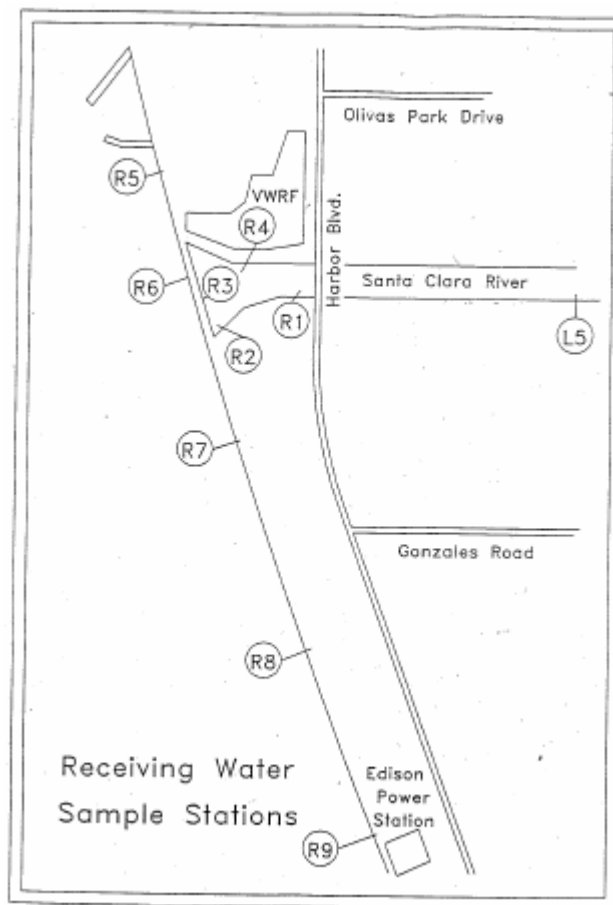 Olivas Park Drive
R5
VWRF
R4
Harbor Blvd.
R6
R3
Santa Clara River
R1
R2
L5
R7
Gonzales Road
R8
Receiving Water
Sample Stations
Edison
Power
Station
R9